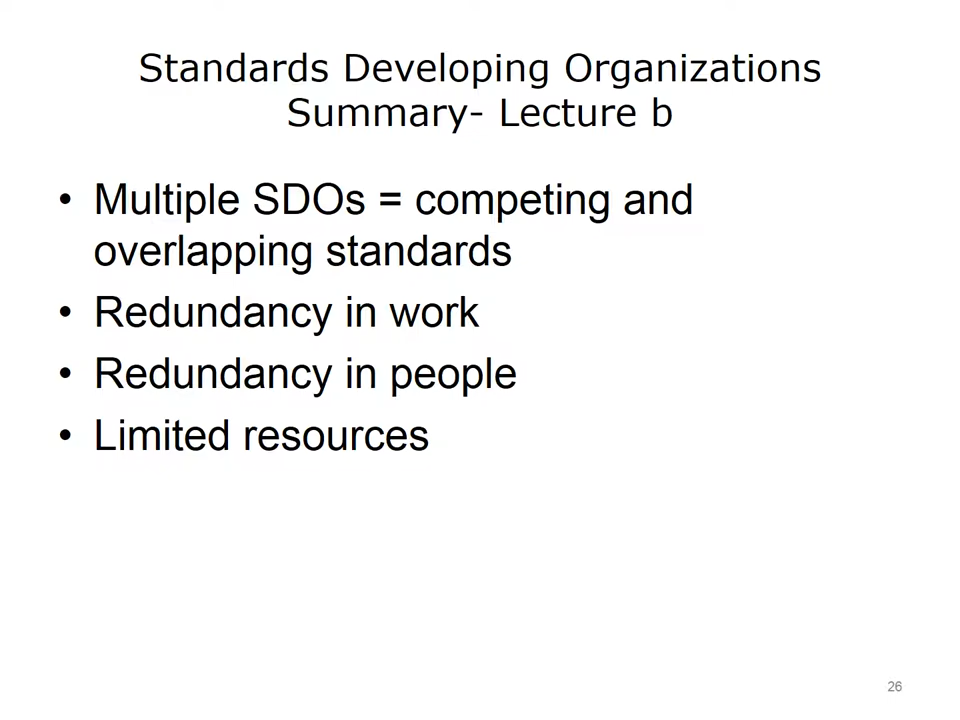 Standards Developing Organizations
Summary- Lecture b
• Multiple SDOs = competing and
overlapping standards
• Redundancy in work
• Redundancy in people
• Limited resources
26